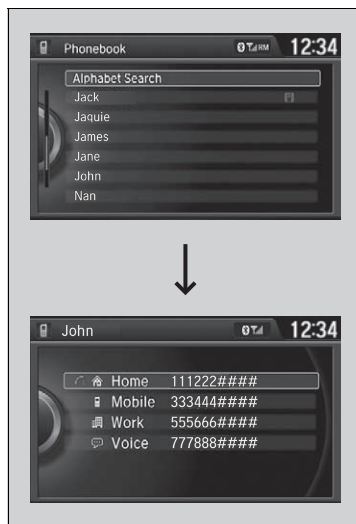 Phonebook RM 12:34
Alphabet Search
Jack
Jaquie
James
Jane
John
Nan
John 12:34
Home 111222####
Mobile 333444####
Work 555666####
Voice 777888####